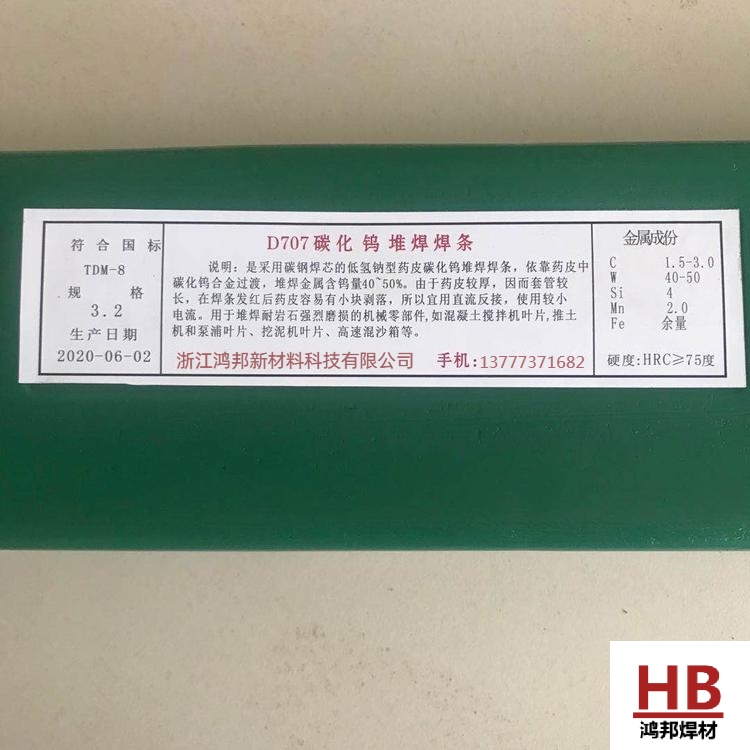 符合国标
TDM-8
规 格
3.2
生产日期
2020-06-02
D707碳化 钨 堆焊焊条
说明：是采用碳钢焊芯的低氢钠型药皮碳化钨堆焊焊条，依靠药皮中
碳化钨合金过渡，堆焊金属含钨量40~50%。由于药皮较厚，因而套管较
长，在焊条发红后药皮容易有小块剥落，所以宜用直流反接，使用较小
电流。用于堆焊耐岩石强烈磨损的机械零部件,如混凝土搅拌机叶片,推土
机和泵浦叶片、挖泥机叶片、高速混沙箱等。
浙江鸿邦新材料科技有限公司 手机:13777371682
金属成份
C 1.5-3.0
W 40-50
Si 4
Mn 2.0
Fe 余量
硬度:HRC≥75度
HB
鸿邦焊材